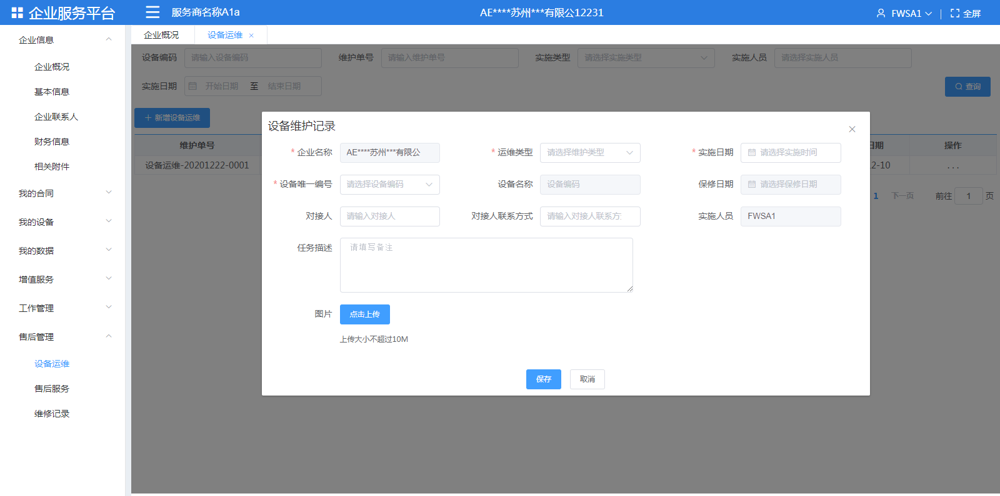 企业服务平台 服务商名称A1a AE****苏州***有限公12231 FWSA1 全屏
企业概况 设备运维
企业信息
企业概况
基本信息
企业联系人
财务信息
相关附件
我的合同
我的设备
我的数据
增值服务
工作管理
售后管理
设备运维
售后服务
维修记录
设备编码 请输入设备编码 维护单号 请输入维护单号 实施类型 请选择实施类型 实施人员 请选择实施人员
实施日期 开始日期 至 结束日期 查询
新增设备运维
维护单号 日期 操作
设备运维-20201222-0001 2-10 ...
1 下一页 前往 1 页
设备维护记录
* 企业名称 AE****苏州***有限公 * 运维类型 请选择维护类型 * 实施日期 请选择实施时间
* 设备唯一编号 请选择设备编码 设备名称 设备编码 保修日期 请选择保修日期
对接人 请输入对接人 对接人联系方式 请输入对接人联系方 实施人员 FWSA1
任务描述 请填写备注
图片 点击上传
上传大小不超过10M
保存 取消